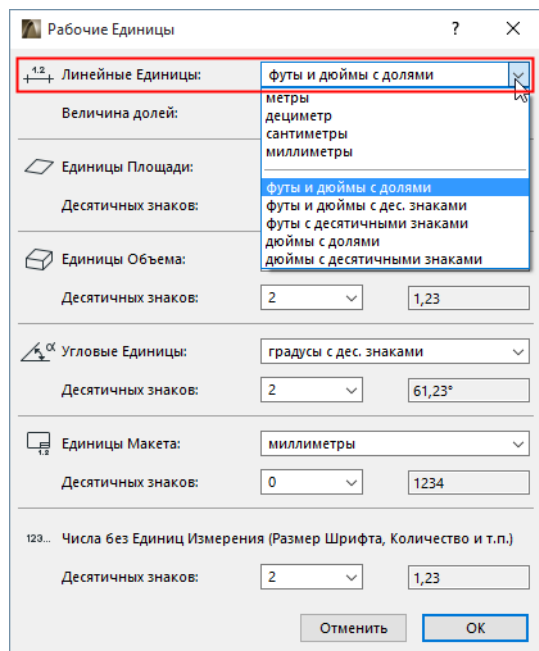 Рабочие Единицы ? ×
1.2 Линейные Единицы: футы и дюймы с долями
метры
Величина долей: дециметр
сантиметры
миллиметры
Единицы Площади:
футы и дюймы с долями
Десятичных знаков: футы и дюймы с дес. знаками
футы с десятичными знаками
дюймы с долями
Единицы Объема: дюймы с десятичными знаками
Десятичных знаков: 2 1,23
α Угловые Единицы: градусы с дес. знаками
Десятичных знаков: 2 61,23°
1.2 Единицы Макета: миллиметры
Десятичных знаков: 0 1234
123... Числа без Единиц Измерения (Размер Шрифта, Количество и т.п.)
Десятичных знаков: 2 1,23
Отменить OK